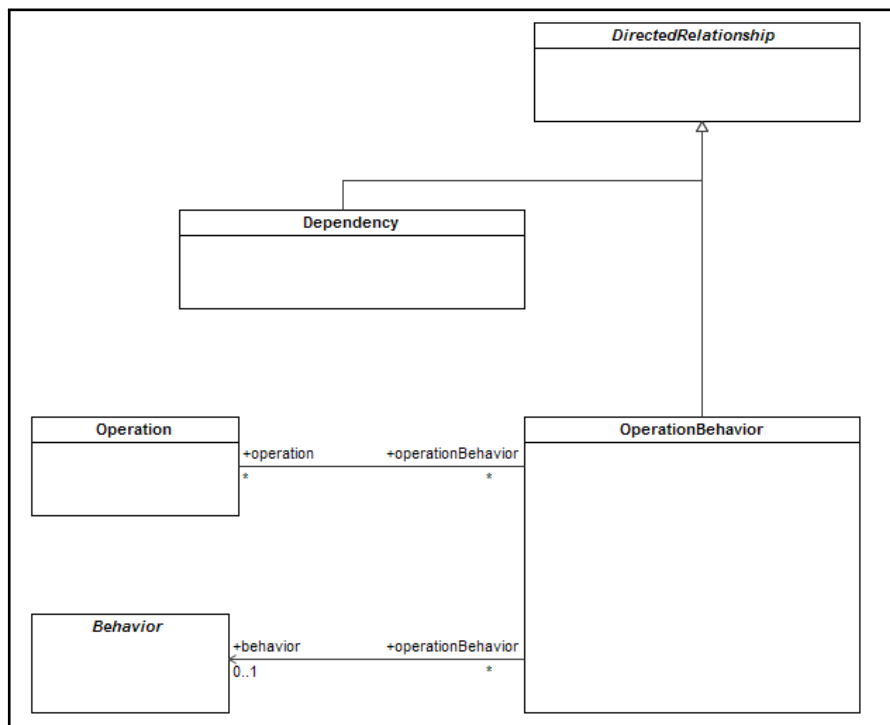 DirectedRelationship
Dependency
Operation
OperationBehavior
+operation
+operationBehavior
*
*
Behavior
+behavior
+operationBehavior
0..1
*